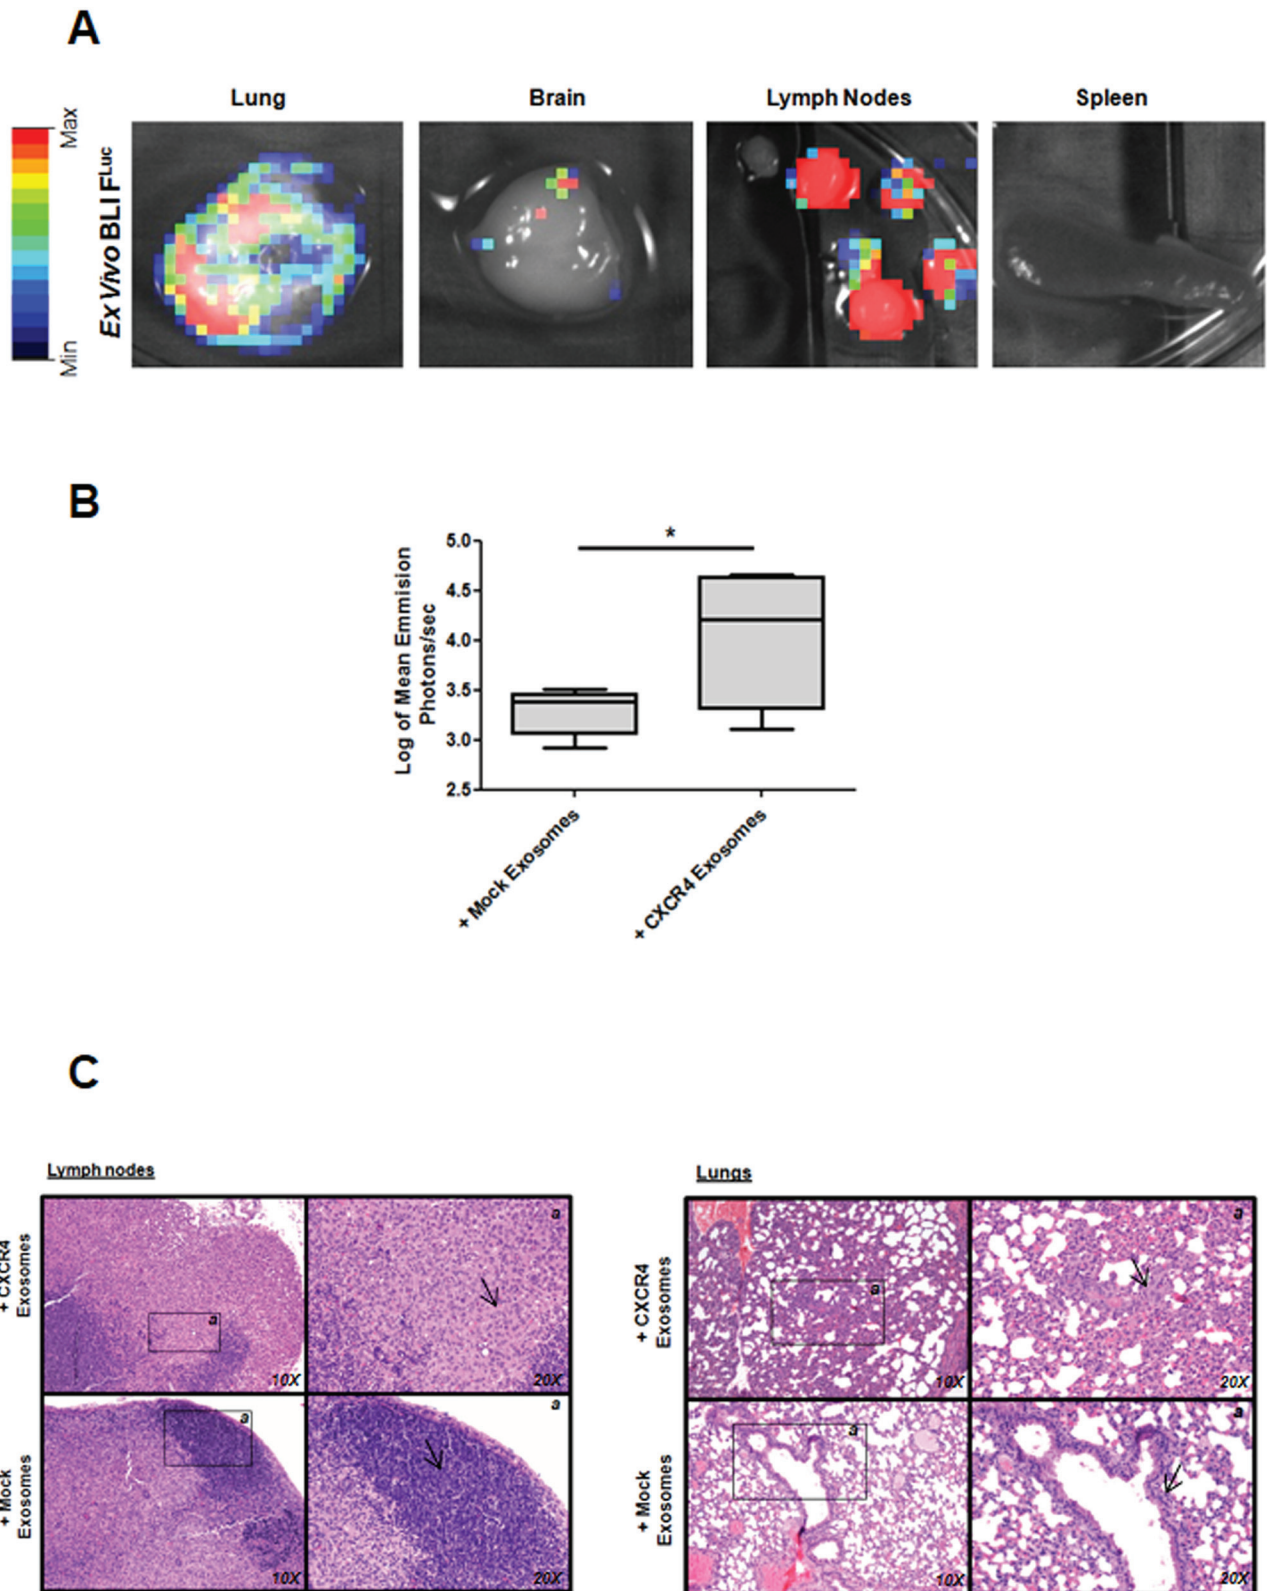 A
Lung
Brain
Lymph Nodes
Spleen
Max
Min
Ex Vivo BLI FLuc
B
*
5.0
4.5
4.0
3.5
3.0
2.5
Log of Mean Emmision
Photons/sec
+ Mock Exosomes
+ CXCR4 Exosomes
C
Lymph nodes
+ CXCR4
Exosomes
a
10X
a
20X
+ Mock
Exosomes
a
10X
a
20X
Lungs
+ CXCR4
Exosomes
a
10X
a
20X
+ Mock
Exosomes
a
10X
a
20X